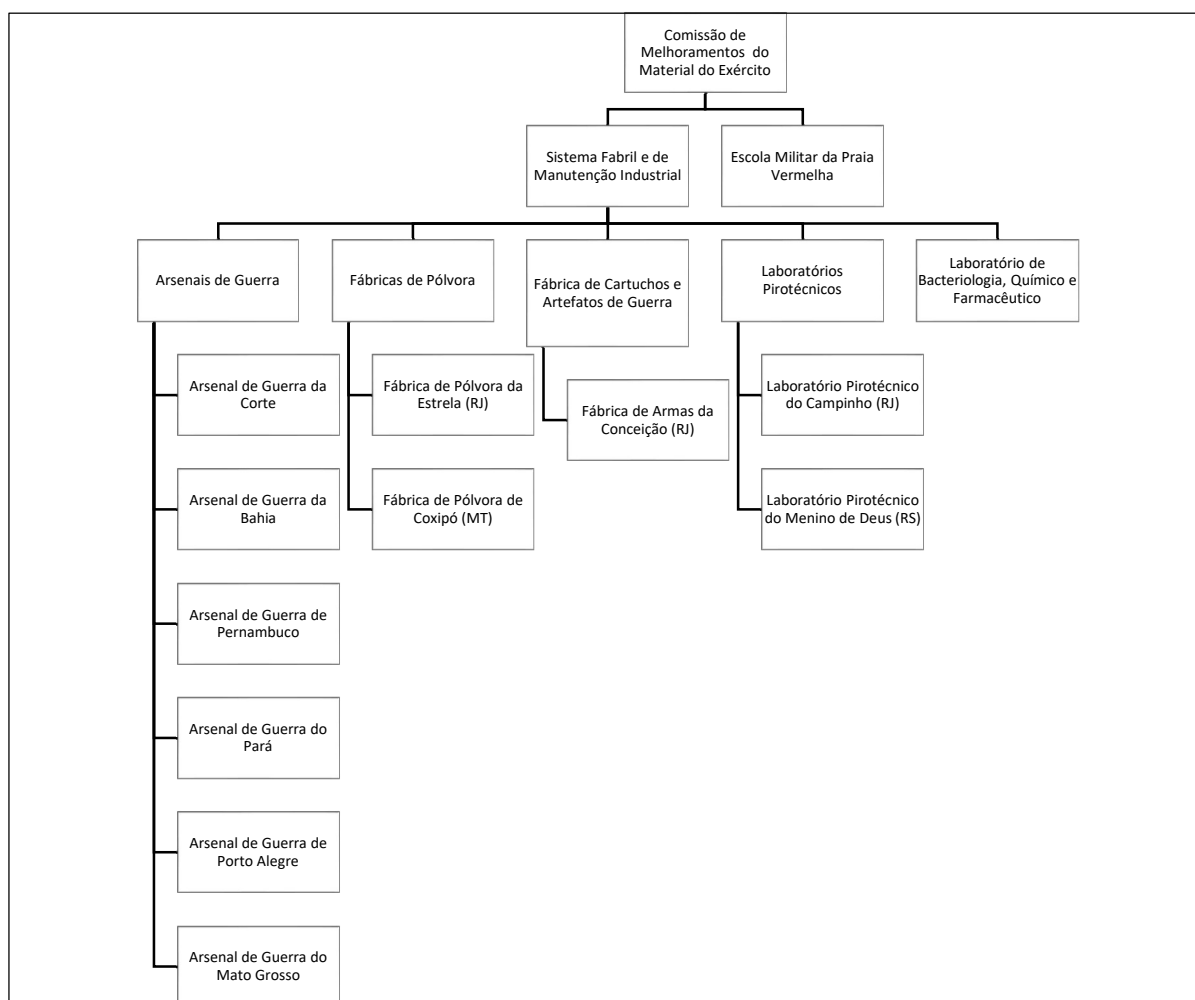 Comissão de
Melhoramentos do
Material do Exército
Sistema Fabril e de
Manutenção Industrial
Escola Militar da Praia
Vermelha
Arsenais de Guerra
Fábricas de Pólvora
Fábrica de Cartuchos e
Artefatos de Guerra
Laboratórios
Pirotécnicos
Laboratório de
Bacteriologia, Químico e
Farmacêutico
Arsenal de Guerra da
Corte
Arsenal de Guerra da
Bahia
Arsenal de Guerra de
Pernambuco
Arsenal de Guerra do
Pará
Arsenal de Guerra de
Porto Alegre
Arsenal de Guerra do
Mato Grosso
Fábrica de Pólvora da
Estrela (RJ)
Fábrica de Pólvora de
Coxipó (MT)
Fábrica de Armas da
Conceição (RJ)
Laboratório Pirotécnico
do Campinho (RJ)
Laboratório Pirotécnico
do Menino de Deus (RS)